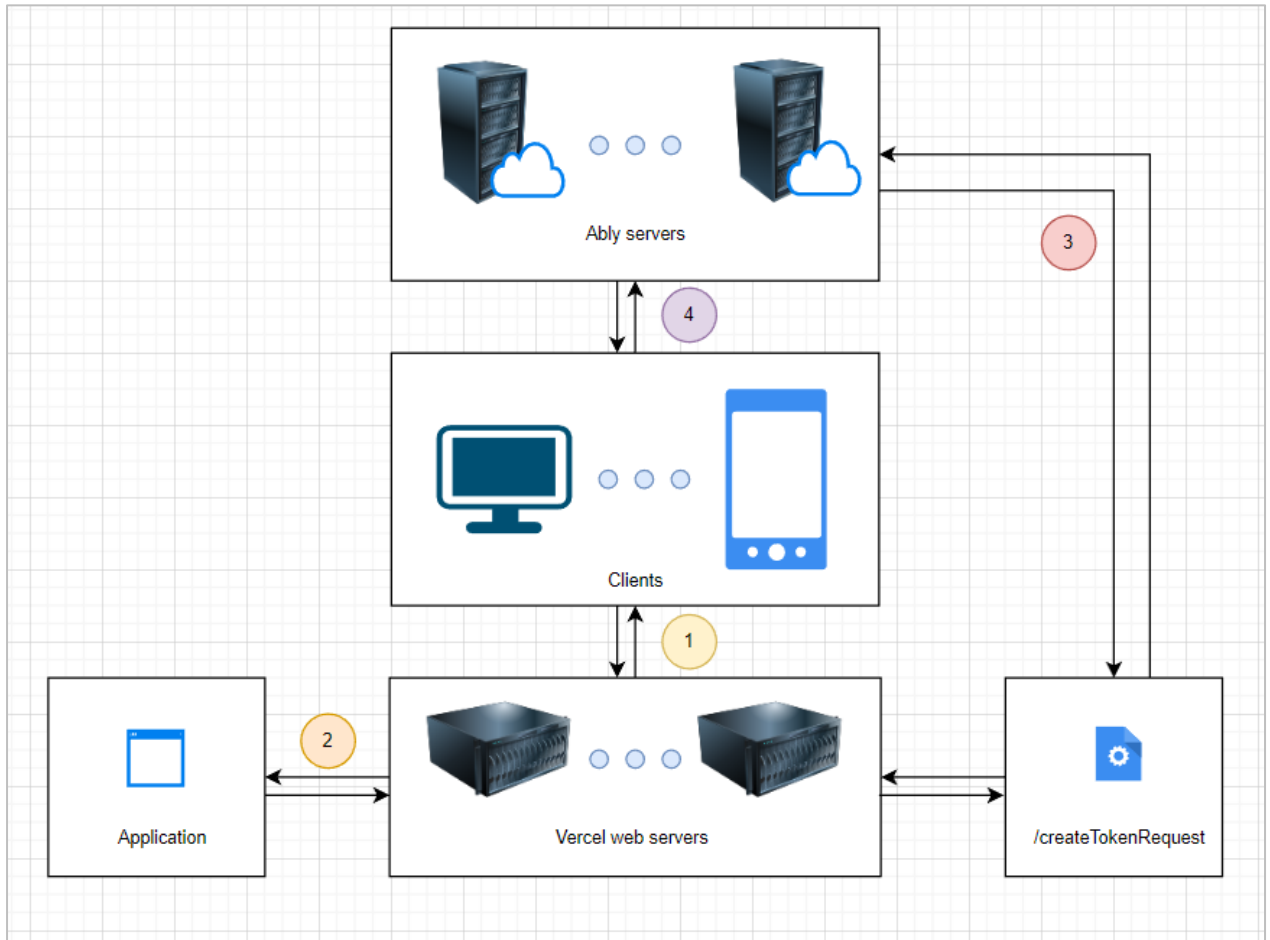 Ably servers
3
4
Clients
1
2
Application
Vercel web servers
/createTokenRequest